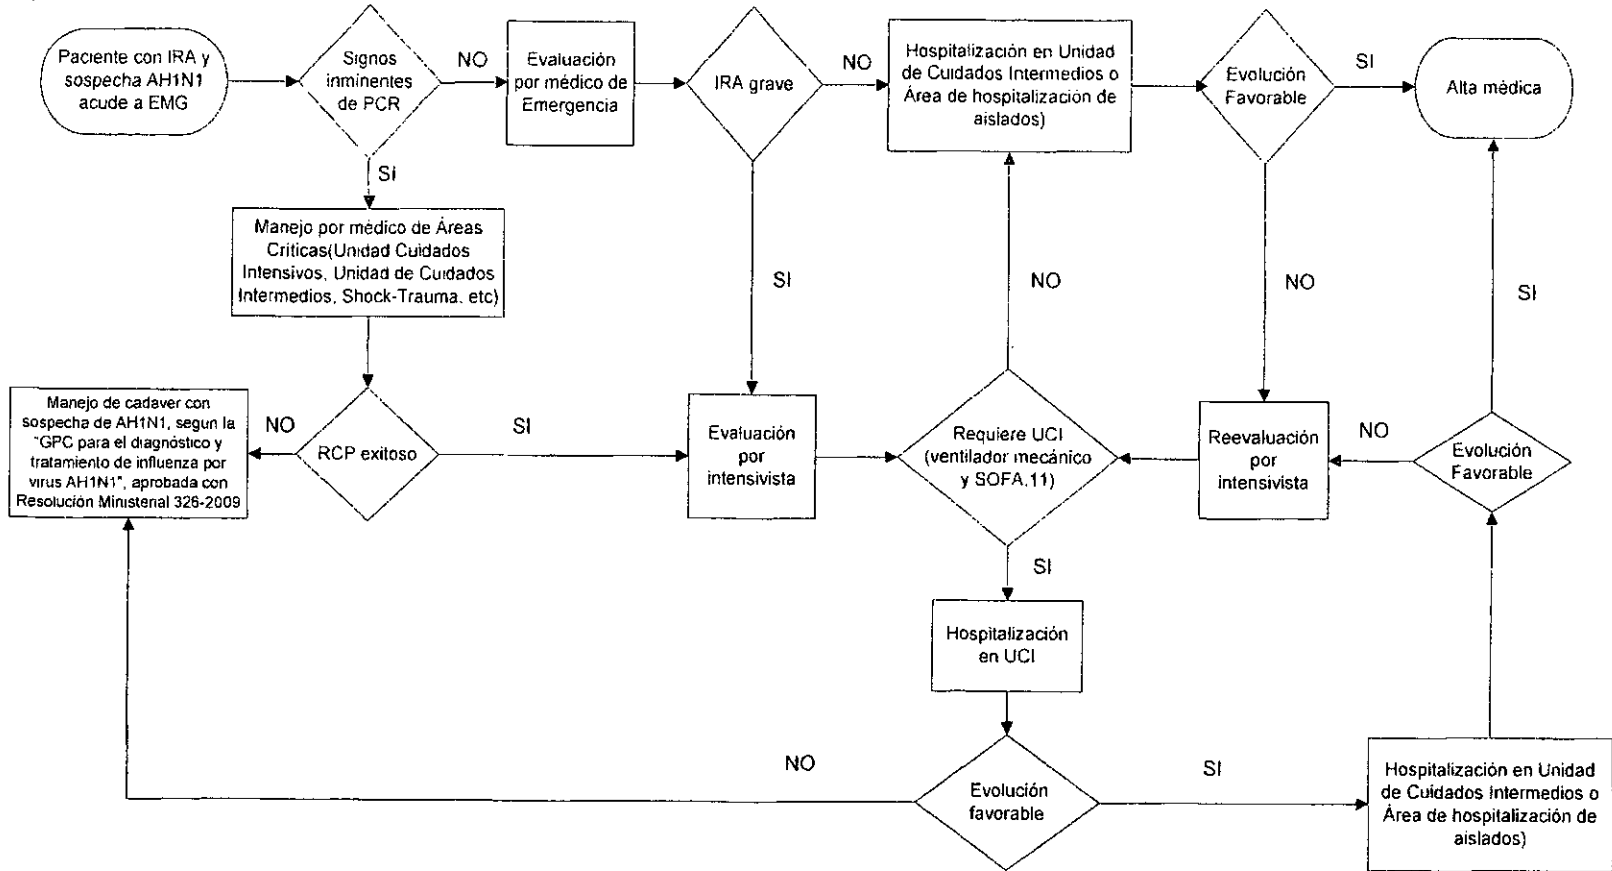 Paciente con IRA y
sospecha AH1N1
acude a EMG
Signos
inminentes
de PCR
NO
Evaluación
por médico de
Emergencia
IRA grave
NO
Hospitalización en Unidad
de Cuidados Intermedios o
Área de hospitalización de
aislados)
Evolución
Favorable
SI
Alta médica
SI
Manejo por médico de Áreas
Críticas(Unidad Cuidados
Intensivos, Unidad de Cuidados
Intermedios, Shock-Trauma, etc)
SI
NO
NO
SI
Manejo de cadaver con
sospecha de AH1N1, segun la
"GPC para el diagnóstico y
tratamiento de influenza por
virus AH1N1", aprobada con
Resolución Ministerial 326-2009
NO
RCP exitoso
SI
Evaluación
por
intensivista
Requiere UCI
(ventilador mecánico
y SOFA.11)
Reevaluación
por
intensivista
NO
Evolución
Favorable
SI
Hospitalización
en UCI
NO
Evolución
favorable
SI
Hospitalización en Unidad
de Cuidados Intermedios o
Área de hospitalización de
aislados)